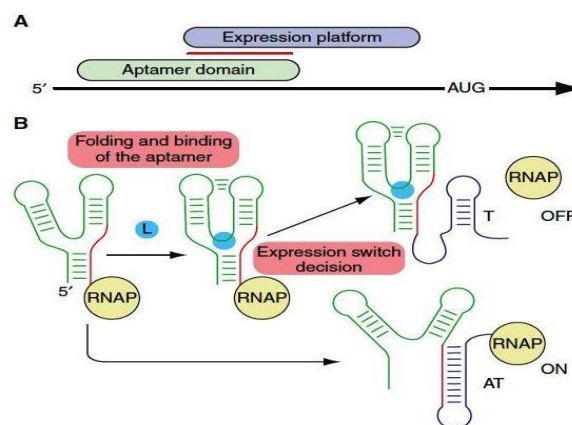 A
Expression platform
Aptamer domain
5′
AUG
B
Folding and binding
of the aptamer
L
5′
RNAP
RNAP
Expression switch
decision
T
RNAP
OFF
AT
RNAP
ON